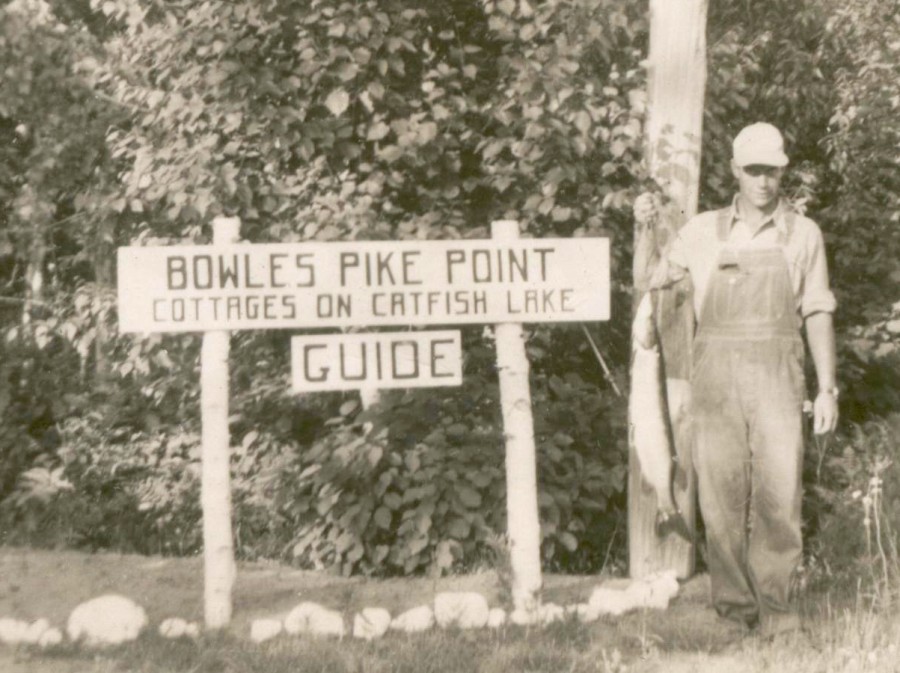 BOWLES PIKE POINT
COTTAGES ON CATFISH LAKE
GUIDE